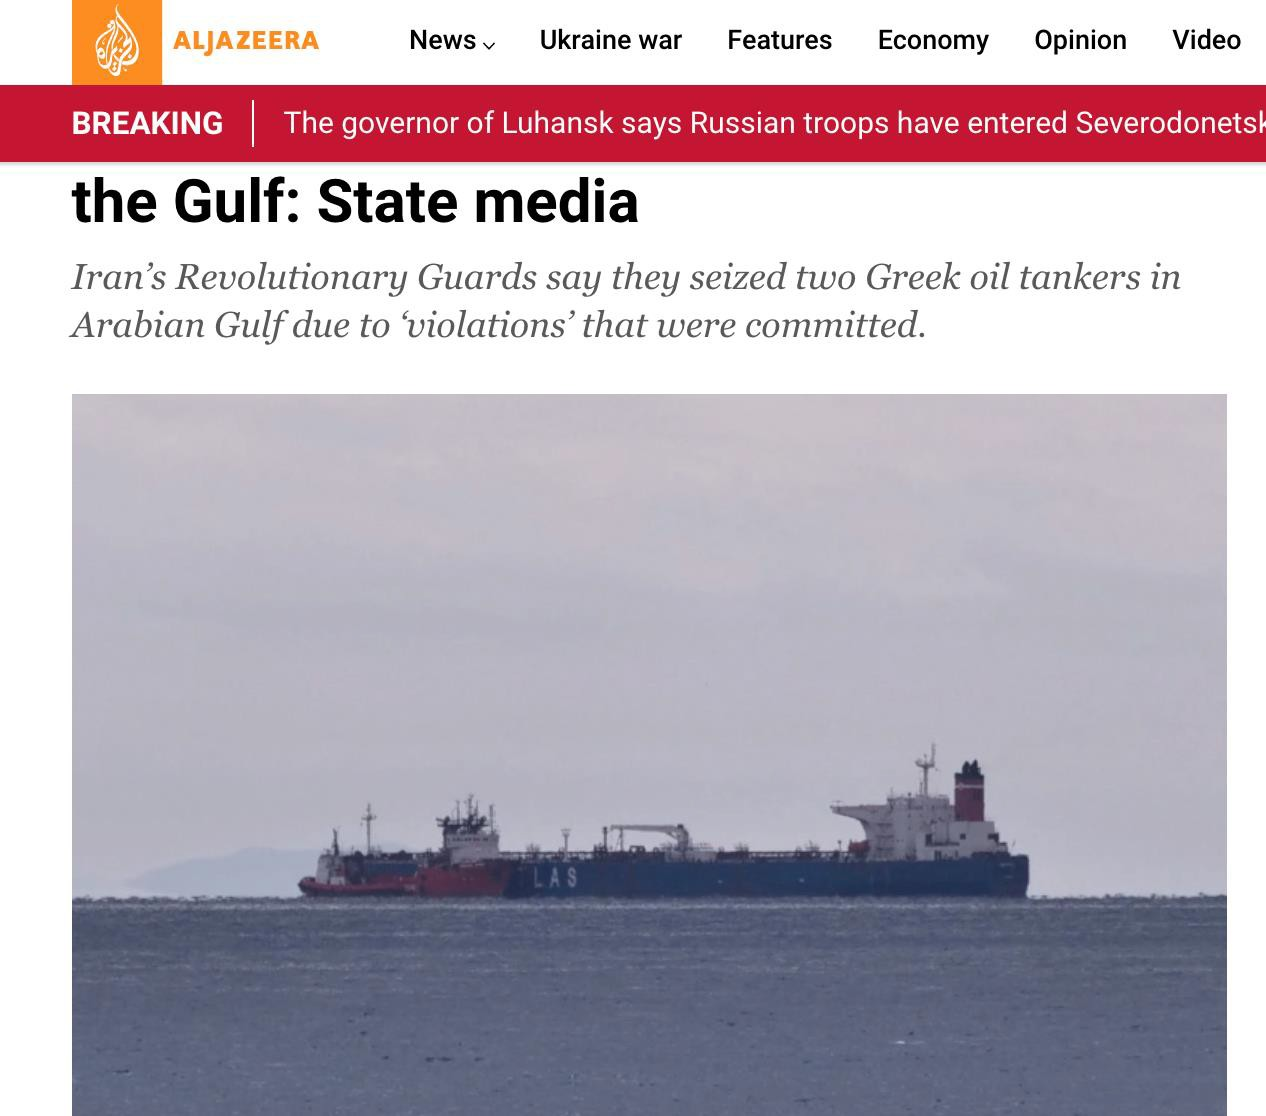 ALJAZEERA
News
Ukraine war
Features
Economy
Opinion
Video
BREAKING
The governor of Luhansk says Russian troops have entered Severodonetsk
the Gulf: State media
Iran’s Revolutionary Guards say they seized two Greek oil tankers in
Arabian Gulf due to ‘violations’ that were committed.
LAS